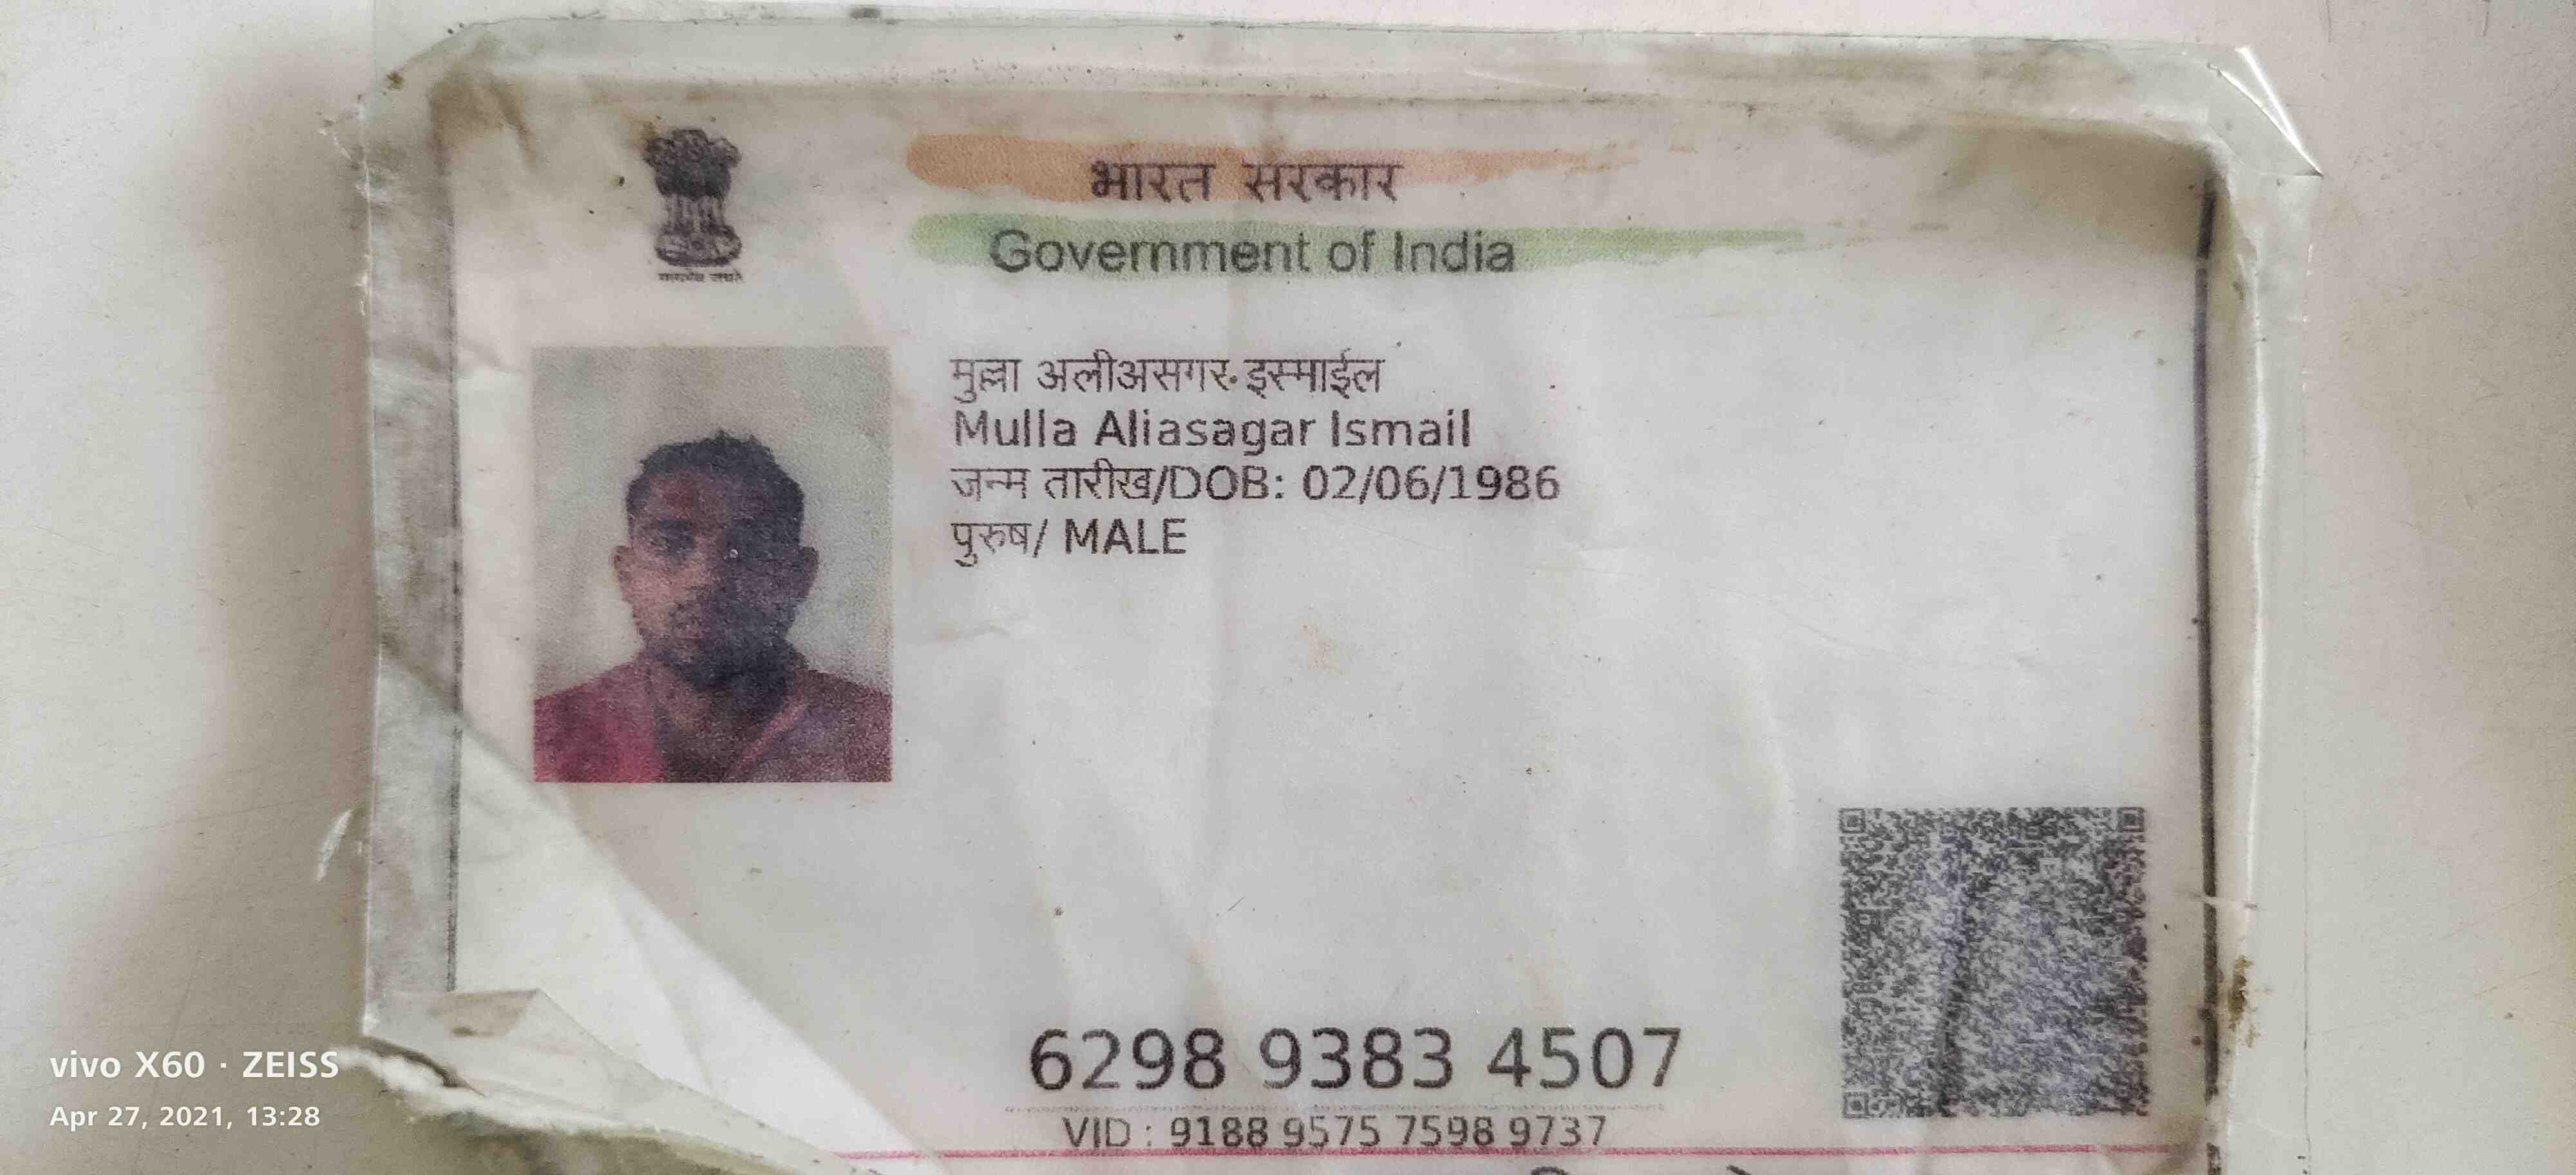 भारत सरकार
Government of India
मुल्ला अलीअसगर इस्माईल
Mulla Aliasagar Ismail
जन्म तारीख/DOB: 02/06/1986
पुरुष/ MALE
6298 9383 4507
VID : 9188 9575 7598 9737
vivo X60 · ZEISS
Apr 27, 2021, 13:28